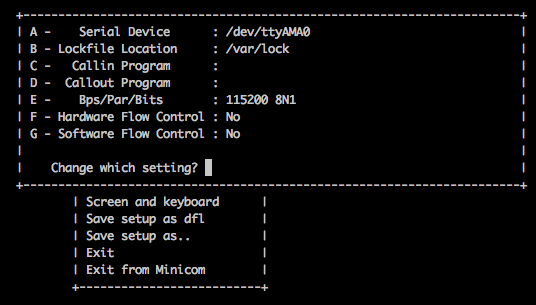 A -    Serial Device      : /dev/ttyAMA0
B - Lockfile Location     : /var/lock
C -   Callin Program      :
D -  Callout Program      :
E -    Bps/Par/Bits       : 115200 8N1
F - Hardware Flow Control : No
G - Software Flow Control : No
Change which setting?
Screen and keyboard
Save setup as dfl
Save setup as..
Exit
Exit from Minicom